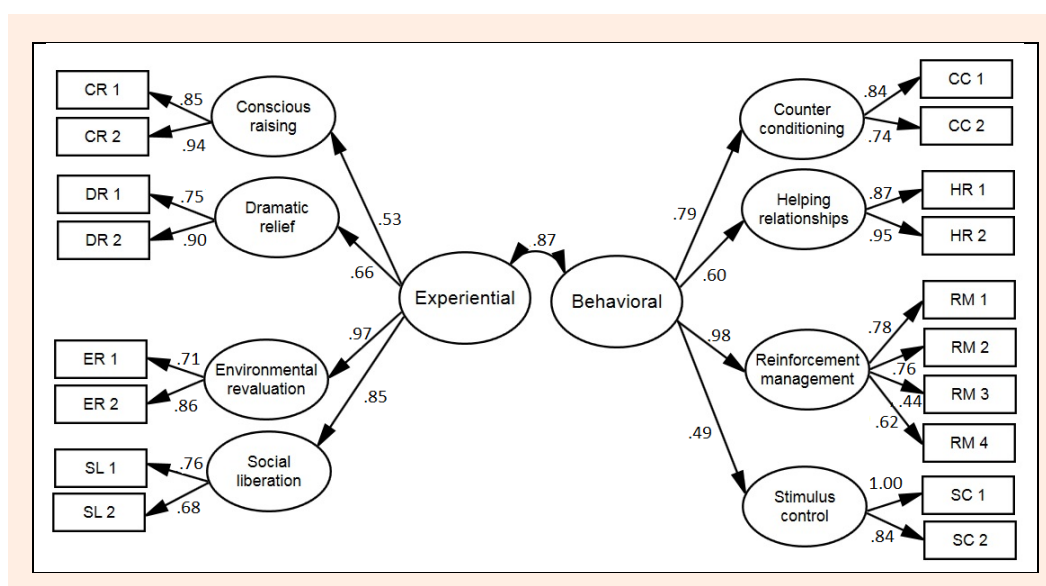 CR 1
.85
Conscious
raising
CR 2
.94
DR 1
.75
Dramatic
relief
DR 2
.90
.53
.66
Experiential
.87
Behavioral
.97
.85
ER 1
.71
Environmental
revaluation
ER 2
.86
SL 1
.76
Social
liberation
SL 2
.68
.79
.60
.98
.49
Counter
conditioning
.84
CC 1
.74
CC 2
Helping
relationships
.87
HR 1
.95
HR 2
Reinforcement
management
.78
RM 1
.76
RM 2
.44
RM 3
.62
RM 4
Stimulus
control
1.00
SC 1
.84
SC 2